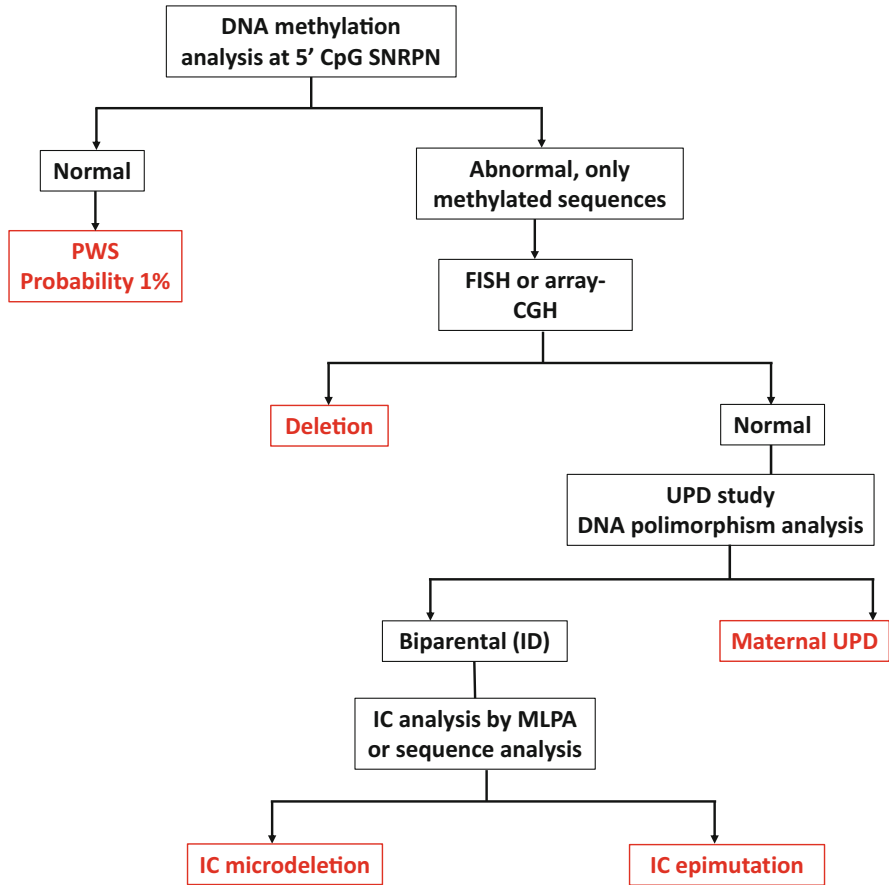 DNA methylation
analysis at 5’ CpG SNRPN
Normal
Abnormal, only
methylated sequences
PWS
Probability 1%
FISH or array-
CGH
Deletion
Normal
UPD study
DNA polimorphism analysis
Biparental (ID)
Maternal UPD
IC analysis by MLPA
or sequence analysis
IC microdeletion
IC epimutation